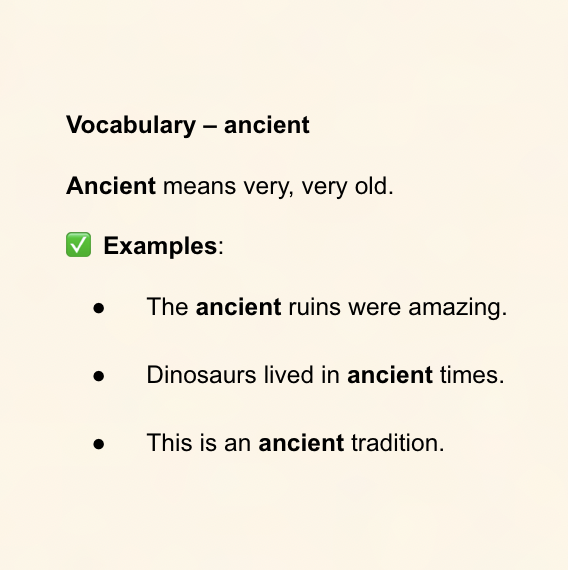 Vocabulary – ancient
Ancient means very, very old.
✅ Examples:
● The ancient ruins were amazing.
● Dinosaurs lived in ancient times.
● This is an ancient tradition.